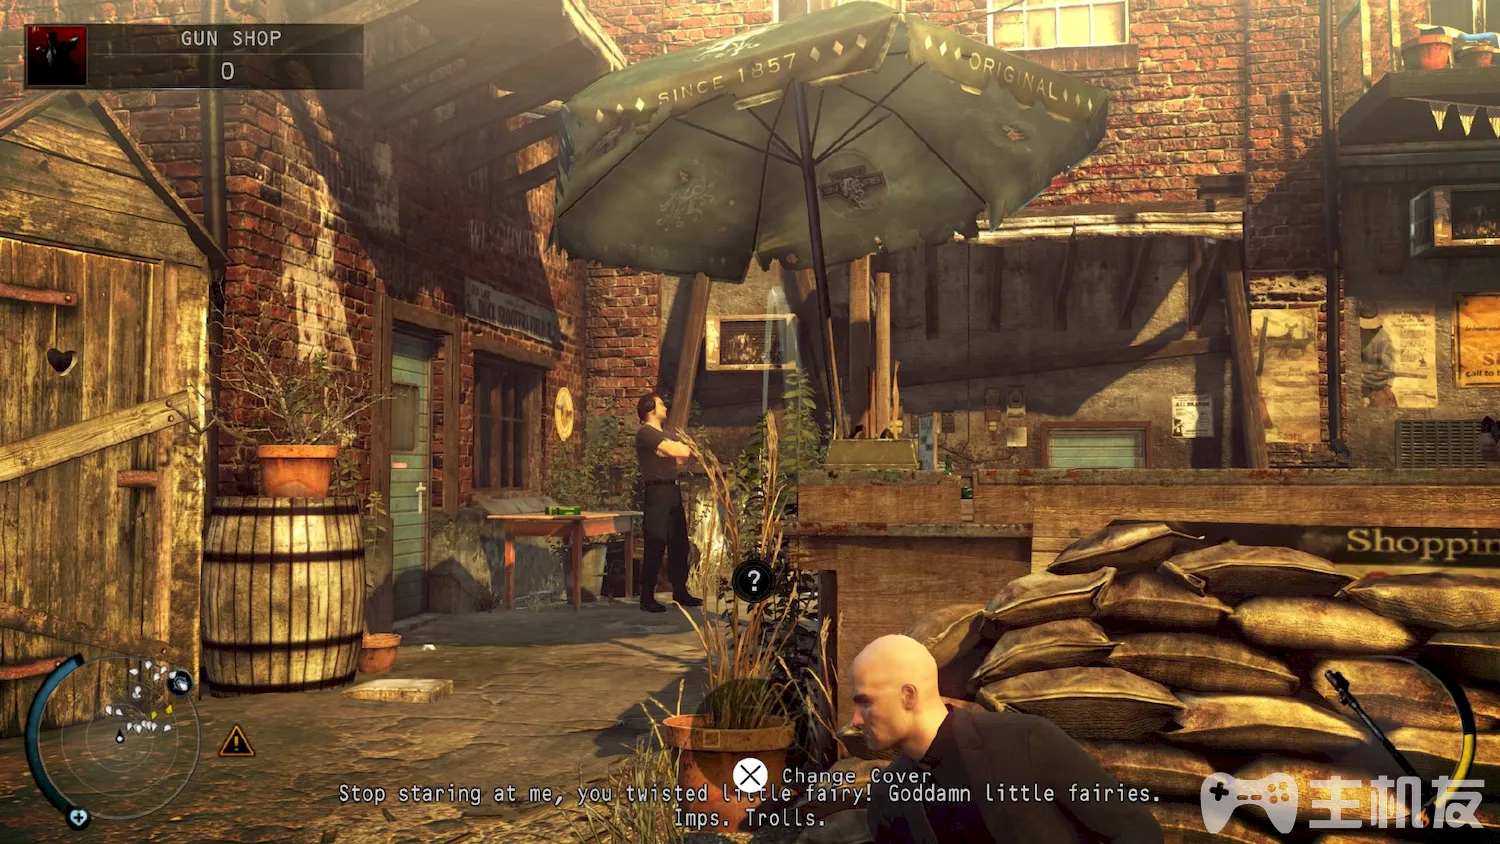 GUN SHOP
0
SINCE 1857
ORIGINAL
?
Shoppin
Change Cover
Stop staring at me, you twisted little fairy! Goddamn little fairies.
Imps. Trolls.
主机友